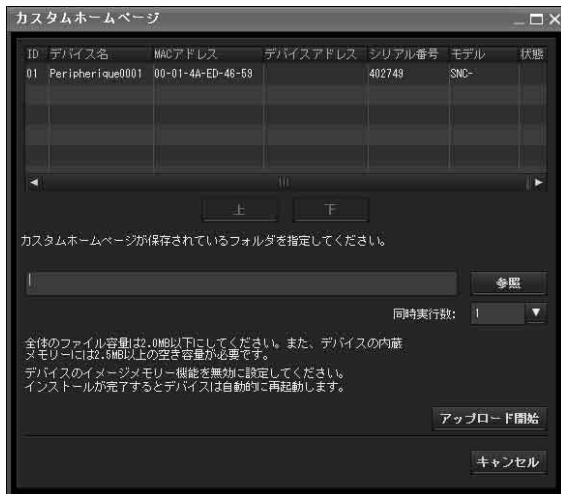 カスタムホームページ
ID デバイス名 MACアドレス デバイスアドレス シリアル番号 モデル 状態
01 Peripherique0001 00-01-4A-ED-46-59 402749 SNC-
上 下
カスタムホームページが保存されているフォルダを指定してください。
参照
同時実行数: 1
全体のファイル容量は2.0MB以下にしてください。また、デバイスの内蔵
メモリーには2.5MB以上の空き容量が必要です。
デバイスのイメージメモリー機能を無効に設定してください。
インストールが完了するとデバイスは自動的に再起動します。
アップロード開始
キャンセル